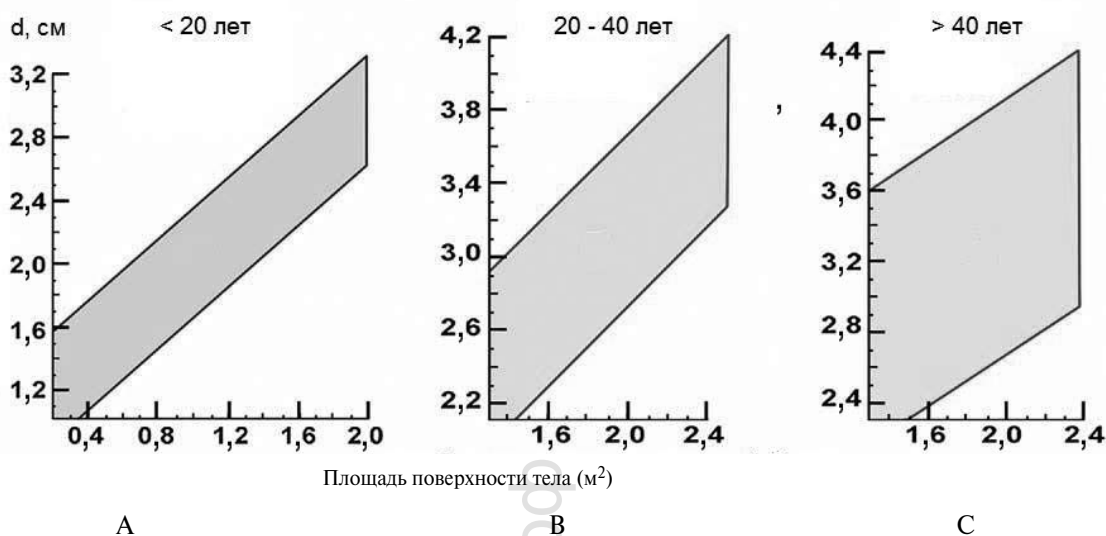 d, см < 20 лет
3,2
2,8
2,4
2,0
1,6
1,2
0,4 0,8 1,2 1,6 2,0
20 - 40 лет
4,2
3,8
3,4
3,0
2,6
2,2
1,6 2,0 2,4
,
> 40 лет
4,4
4,0
3,6
3,2
2,8
2,4
1,6 2,0 2,4
Площадь поверхности тела (м²)
A B C